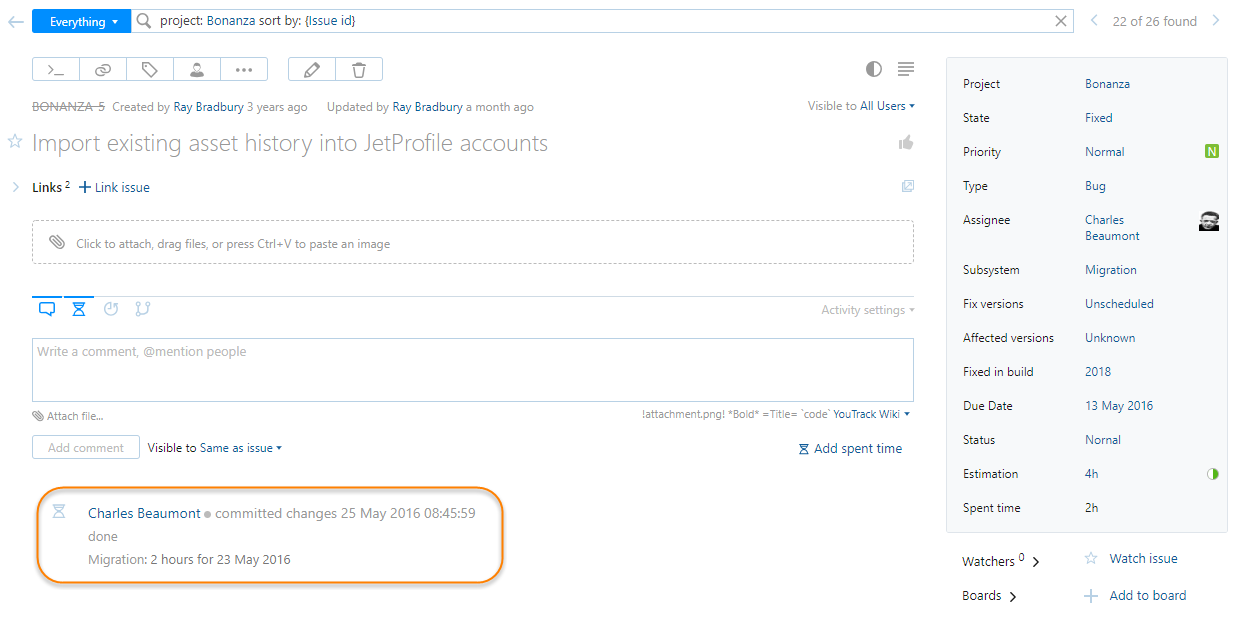 Everything
project: Bonanza sort by: {Issue id}
22 of 26 found
BONANZA-5 Created by Ray Bradbury 3 years ago Updated by Ray Bradbury a month ago
Visible to All Users
Import existing asset history into JetProfile accounts
Links 2 + Link issue
Click to attach, drag files, or press Ctrl+V to paste an image
Activity settings
Write a comment, @mention people
Attach file...
!attachment.png! *Bold* =Title= `code` YouTrack Wiki
Add comment
Visible to Same as issue
Add spent time
Charles Beaumont committed changes 25 May 2016 08:45:59
done
Migration: 2 hours for 23 May 2016
Project Bonanza
State Fixed
Priority Normal N
Type Bug
Assignee Charles
Beaumont
Subsystem Migration
Fix versions Unscheduled
Affected versions Unknown
Fixed in build 2018
Due Date 13 May 2016
Status Nornal
Estimation 4h
Spent time 2h
Watchers 0 Watch issue
Boards Add to board